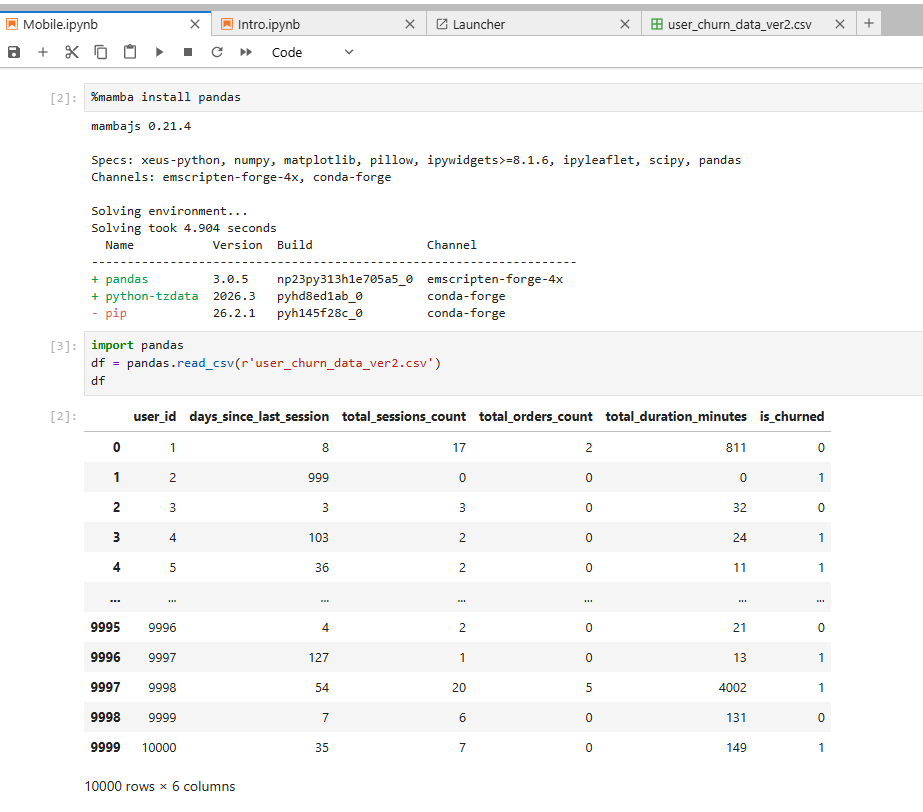 Mobile.ipynb Intro.ipynb Launcher user_churn_data_ver2.csv
Code
[2]: %mamba install pandas
mambajs 0.21.4
Specs: xeus-python, numpy, matplotlib, pillow, ipywidgets>=8.1.6, ipyleaflet, scipy, pandas
Channels: emscripten-forge-4x, conda-forge
Solving environment...
Solving took 4.904 seconds
Name Version Build Channel
--------------------------------------------------------------------
+ pandas 3.0.5 np23py313h1e705a5_0 emscripten-forge-4x
+ python-tzdata 2026.3 pyhd8ed1ab_0 conda-forge
- pip 26.2.1 pyh145f28c_0 conda-forge
[3]: import pandas
df = pandas.read_csv(r'user_churn_data_ver2.csv')
df
[2]: user_id days_since_last_session total_sessions_count total_orders_count total_duration_minutes is_churned
0 1 8 17 2 811 0
1 2 999 0 0 0 1
2 3 3 3 0 32 0
3 4 103 2 0 24 1
4 5 36 2 0 11 1
... ... ... ... ... ... ...
9995 9996 4 2 0 21 0
9996 9997 127 1 0 13 1
9997 9998 54 20 5 4002 1
9998 9999 7 6 0 131 0
9999 10000 35 7 0 149 1
10000 rows × 6 columns